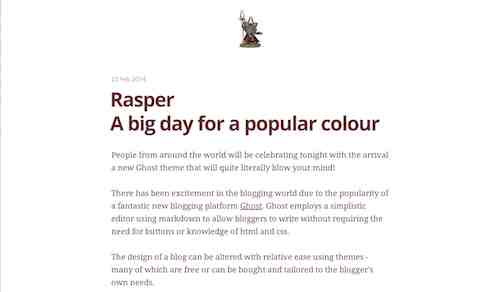 23 Feb 2014
Rasper
A big day for a popular colour
People from around the world will be celebrating tonight with the arrival
a new Ghost theme that will quite literally blow your mind!
There has been excitement in the blogging world due to the popularity of
a fantastic new blogging platform Ghost. Ghost employs a simplistic
editor using markdown to allow bloggers to write without requiring the
need for buttons or knowledge of html and css.
The design of a blog can be altered with relative ease using themes -
many of which are free or can be bought and tailored to the blogger's
own needs.